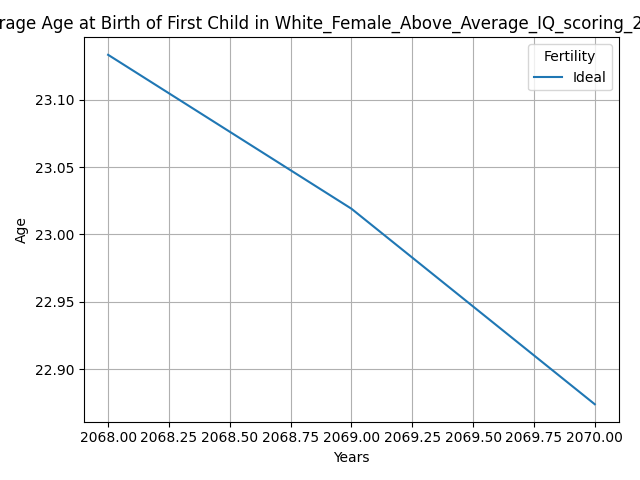 rage Age at Birth of First Child in White_Female_Above_Average_IQ_scoring_2
Fertility
Ideal
23.10
23.05
23.00
22.95
22.90
Age
2068.00 2068.25 2068.50 2068.75 2069.00 2069.25 2069.50 2069.75 2070.00
Years